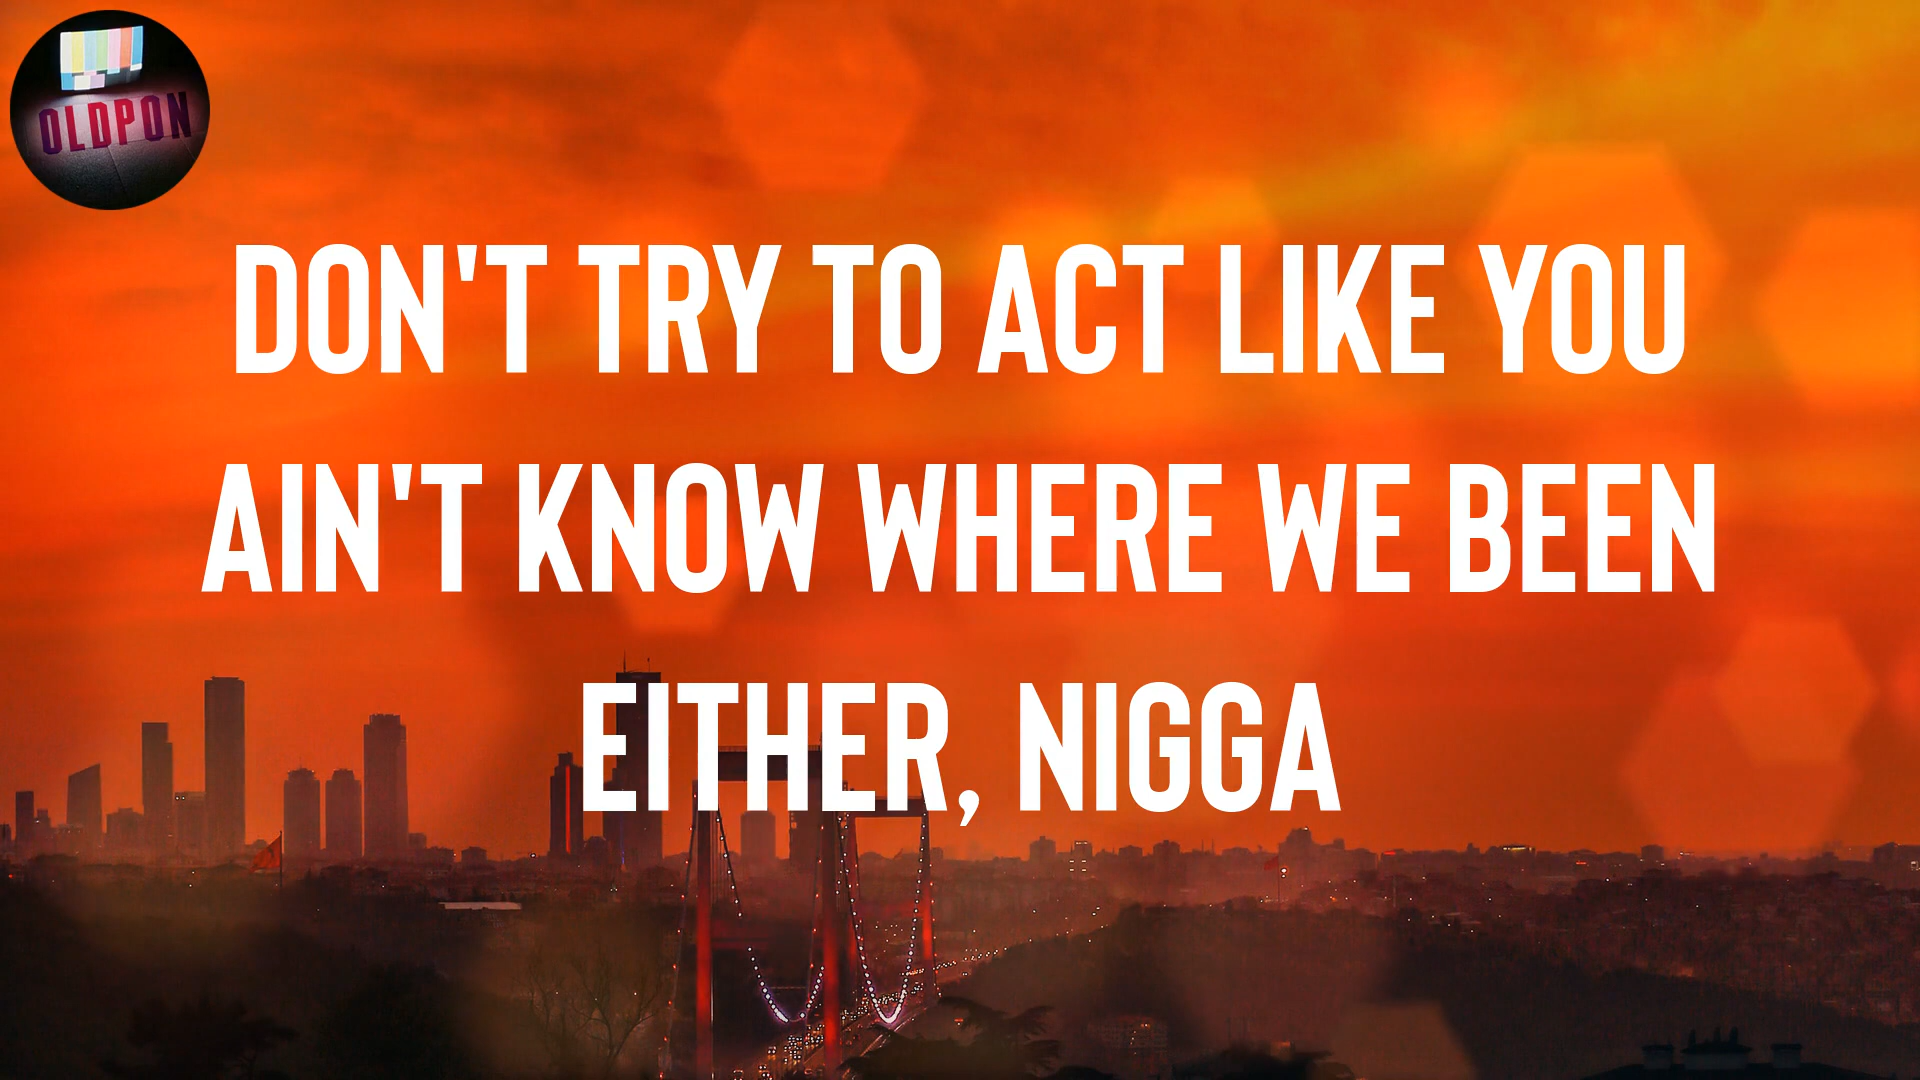 OLDPON
DON'T TRY TO ACT LIKE YOU
AIN'T KNOW WHERE WE BEEN
EITHER, NIGGA